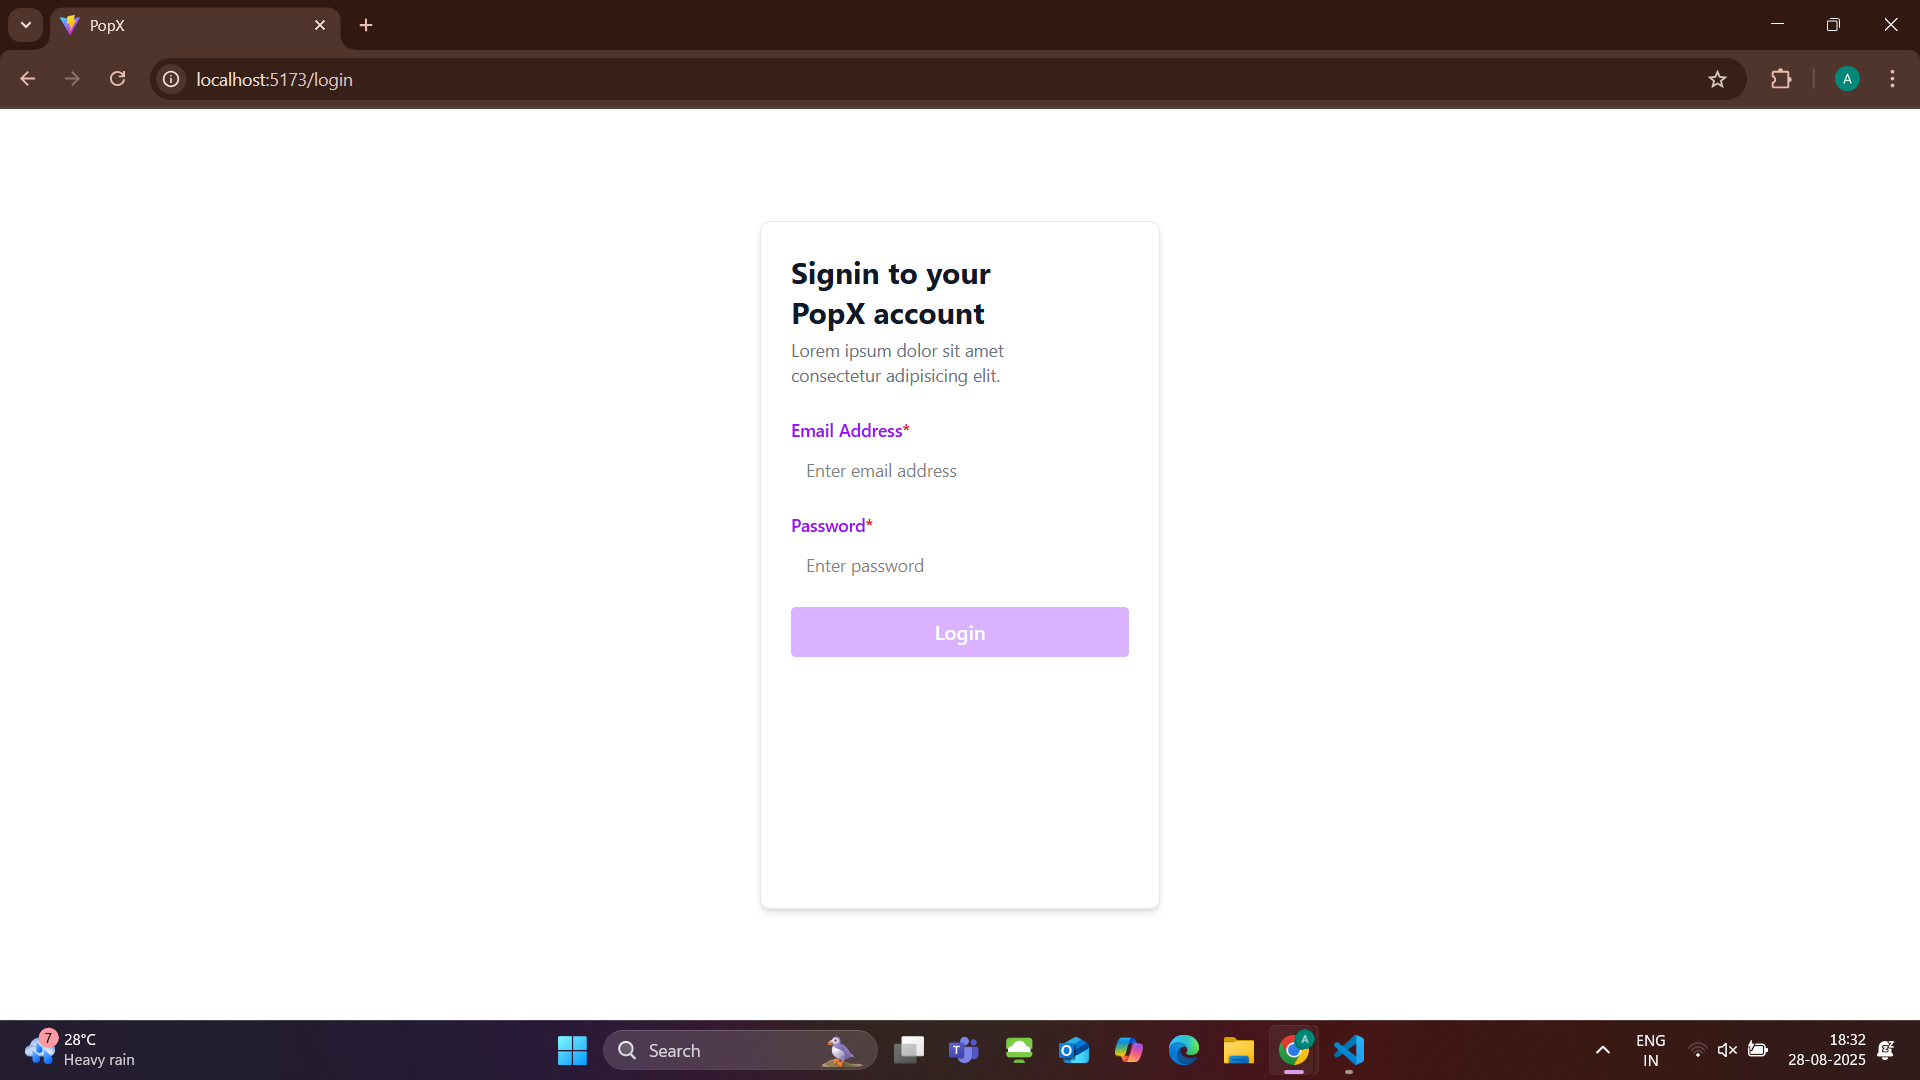 PopX
localhost:5173/login
A
Signin to your
PopX account
Lorem ipsum dolor sit amet
consectetur adipisicing elit.
Email Address*
Enter email address
Password*
Enter password
Login
7
28°C
Heavy rain
Search
A
ENG
IN
18:32
28-08-2025